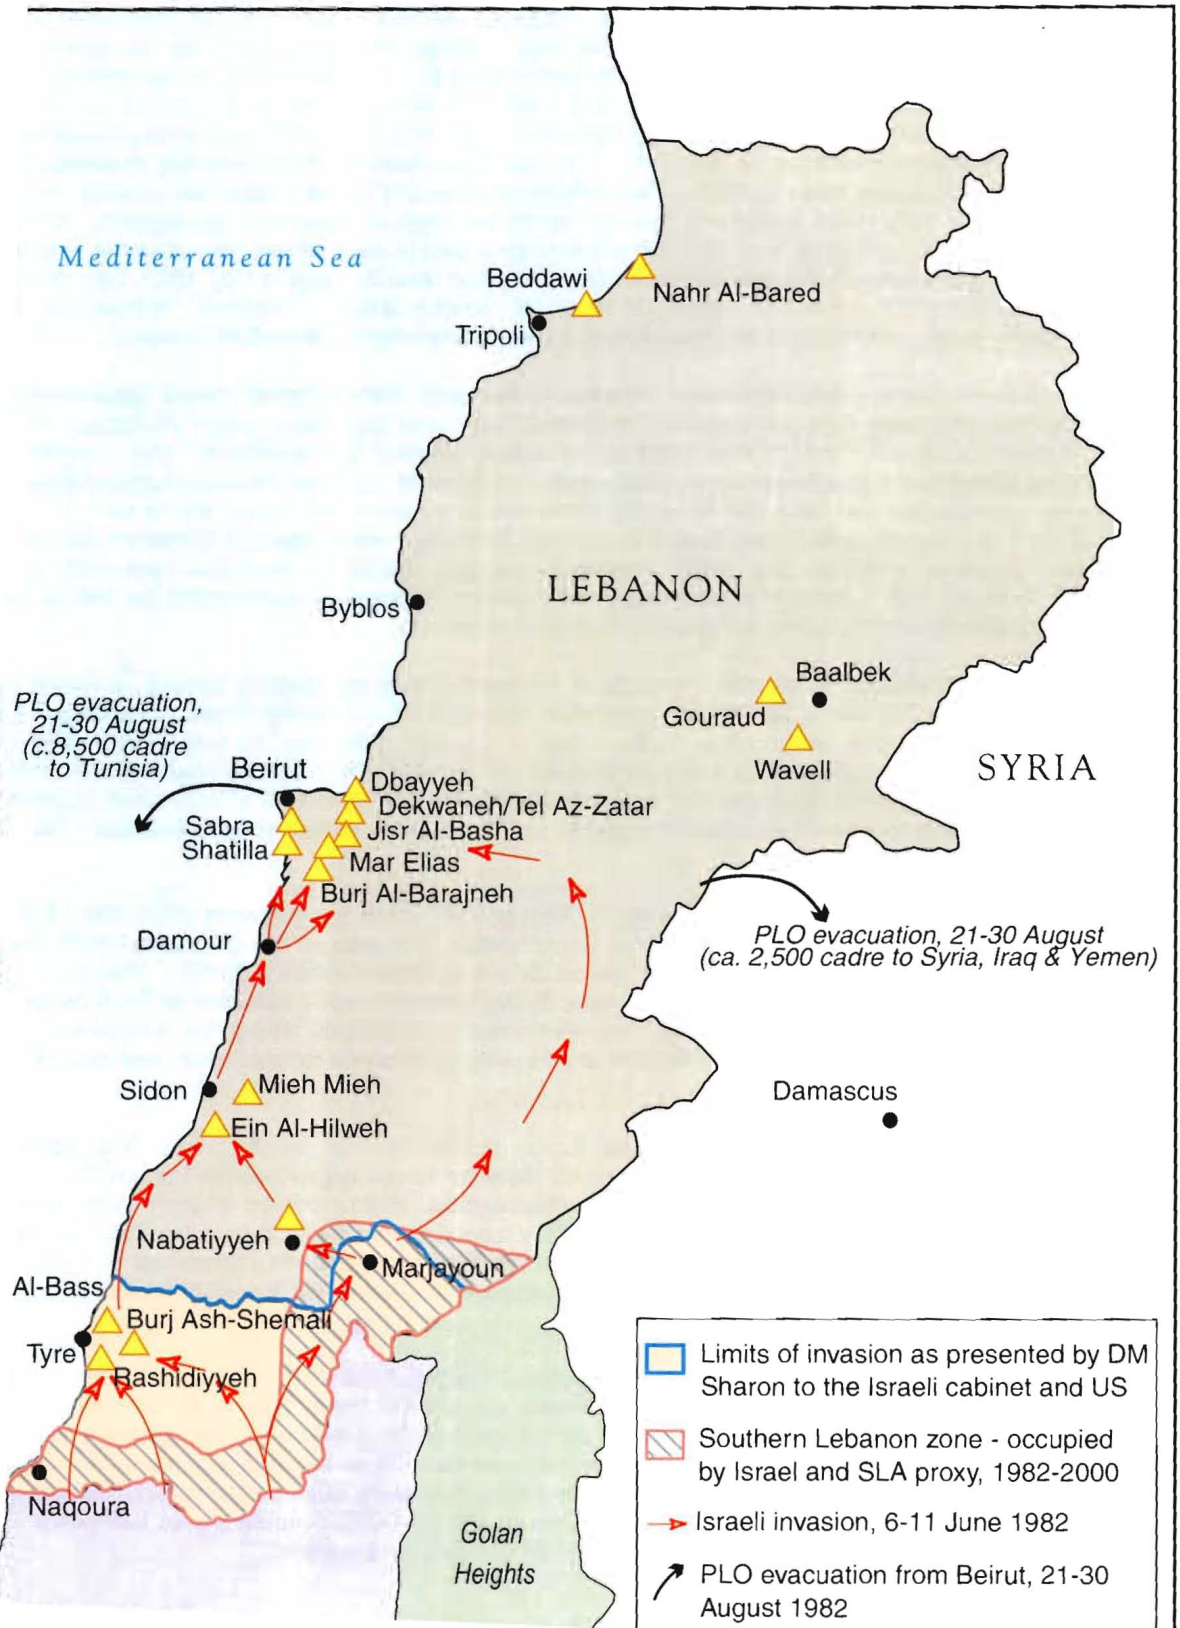 Mediterranean Sea
Beddawi
Nahr Al-Bared
Tripoli
LEBANON
Byblos
Baalbek
Gouraud
Wavell
SYRIA
PLO evacuation,
21-30 August
(c.8,500 cadre
to Tunisia)
Beirut
Dbayyeh
Dekwaneh/Tel Az-Zatar
Sabra
Jisr Al-Basha
Shatilla
Mar Elias
Burj Al-Barajneh
Damour
PLO evacuation, 21-30 August
(ca. 2,500 cadre to Syria, Iraq & Yemen)
Sidon
Mieh Mieh
Damascus
Ein Al-Hilweh
Nabatiyyeh
Marjayoun
Al-Bass
Burj Ash-Shemali
Tyre
Rashidiyyeh
Naqoura
Golan
Heights
Limits of invasion as presented by DM
Sharon to the Israeli cabinet and US
Southern Lebanon zone - occupied
by Israel and SLA proxy, 1982-2000
Israeli invasion, 6-11 June 1982
PLO evacuation from Beirut, 21-30
August 1982